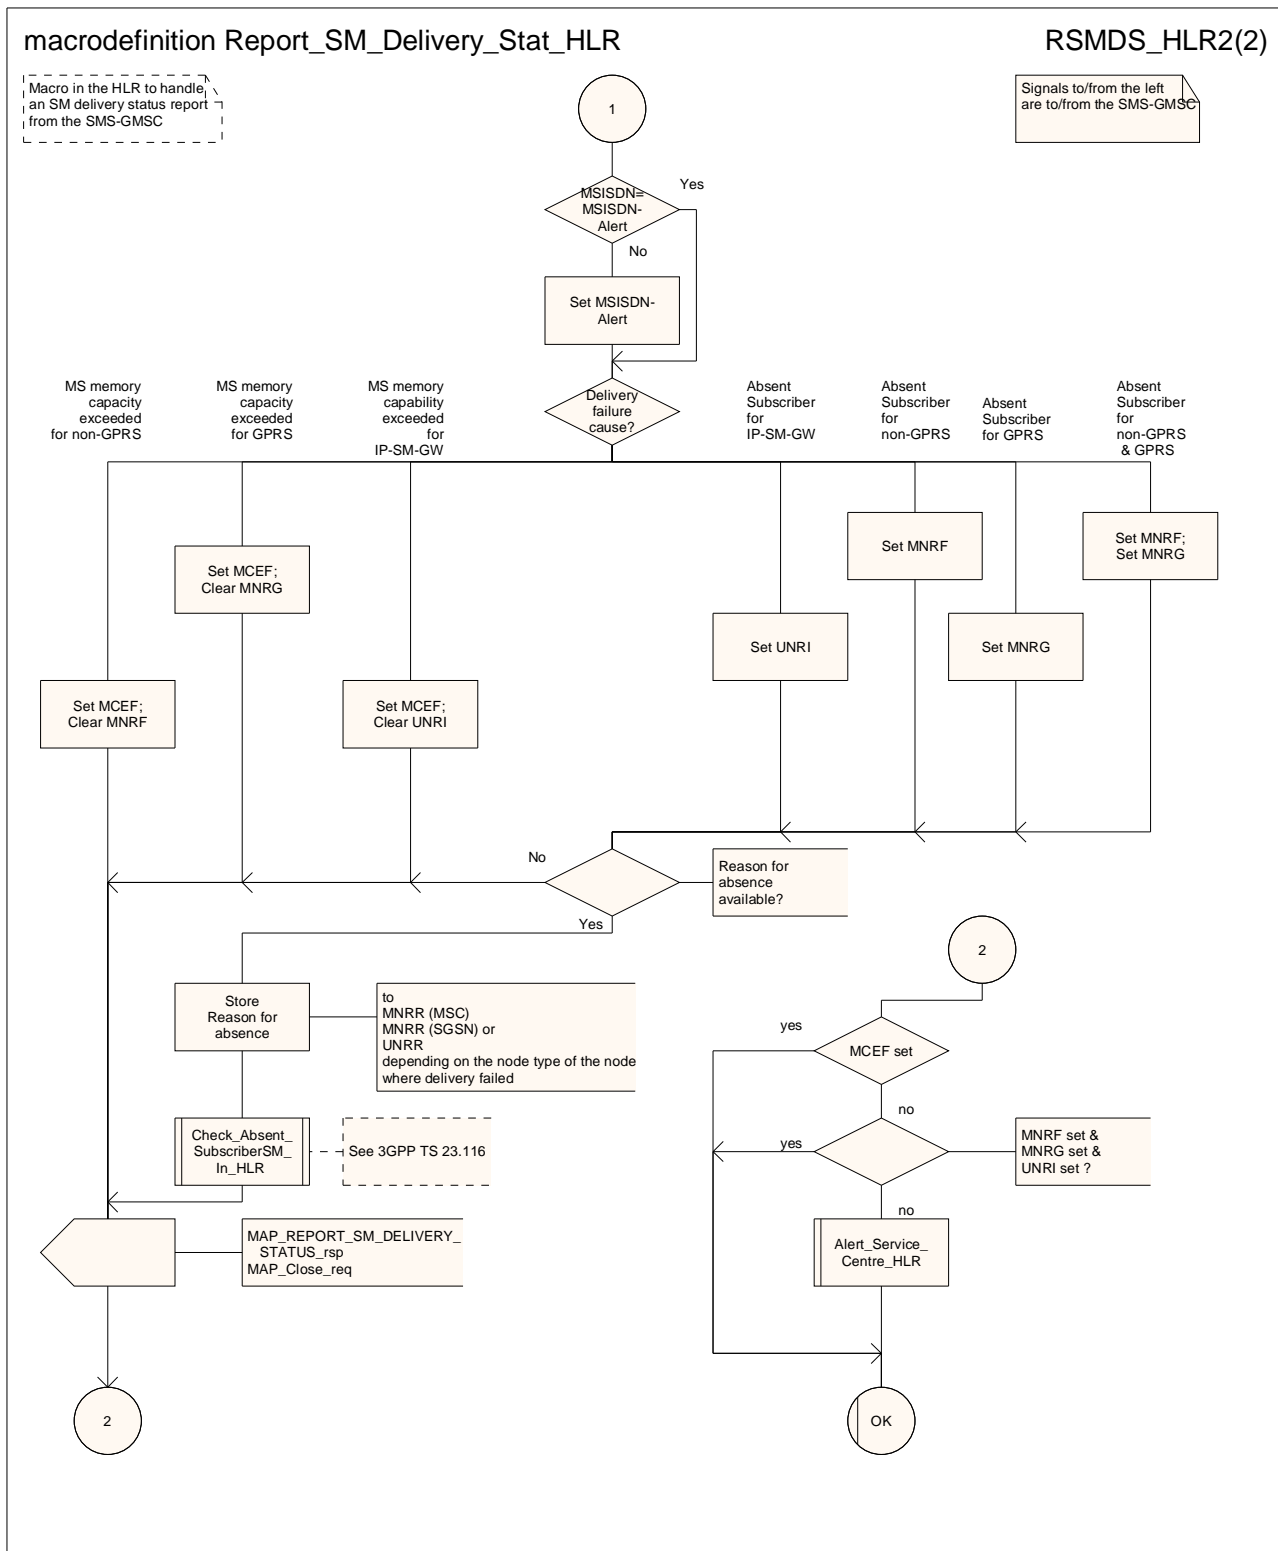 macrodefinition Report_SM_Delivery_Stat_HLR
RSMDS_HLR2(2)
Macro in the HLR to handle
an SM delivery status report
from the SMS-GMSC
Signals to/from the left
are to/from the SMS-GMSC
1
MSISDN=
MSISDN-
Alert
Yes
No
Set MSISDN-
Alert
Delivery
failure
cause?
MS memory
capacity
exceeded
for non-GPRS
MS memory
capacity
exceeded
for GPRS
MS memory
capability
exceeded
for
IP-SM-GW
Absent
Subscriber
for
IP-SM-GW
Absent
Subscriber
for
non-GPRS
Absent
Subscriber
for GPRS
Absent
Subscriber
for
non-GPRS
& GPRS
Set MCEF;
Clear MNRF
Set MCEF;
Clear MNRG
Set MCEF;
Clear UNRI
Set UNRI
Set MNRF
Set MNRG
Set MNRF;
Set MNRG
No
Reason for
absence
available?
Yes
Store
Reason for
absence
to
MNRR (MSC)
MNRR (SGSN) or
UNRR
depending on the node type of the node
where delivery failed
Check_Absent_
SubscriberSM_
In_HLR
See 3GPP TS 23.116
MAP_REPORT_SM_DELIVERY_
STATUS_rsp
MAP_Close_req
2
2
yes
MCEF set
no
yes
MNRF set &
MNRG set &
UNRI set ?
no
Alert_Service_
Centre_HLR
OK